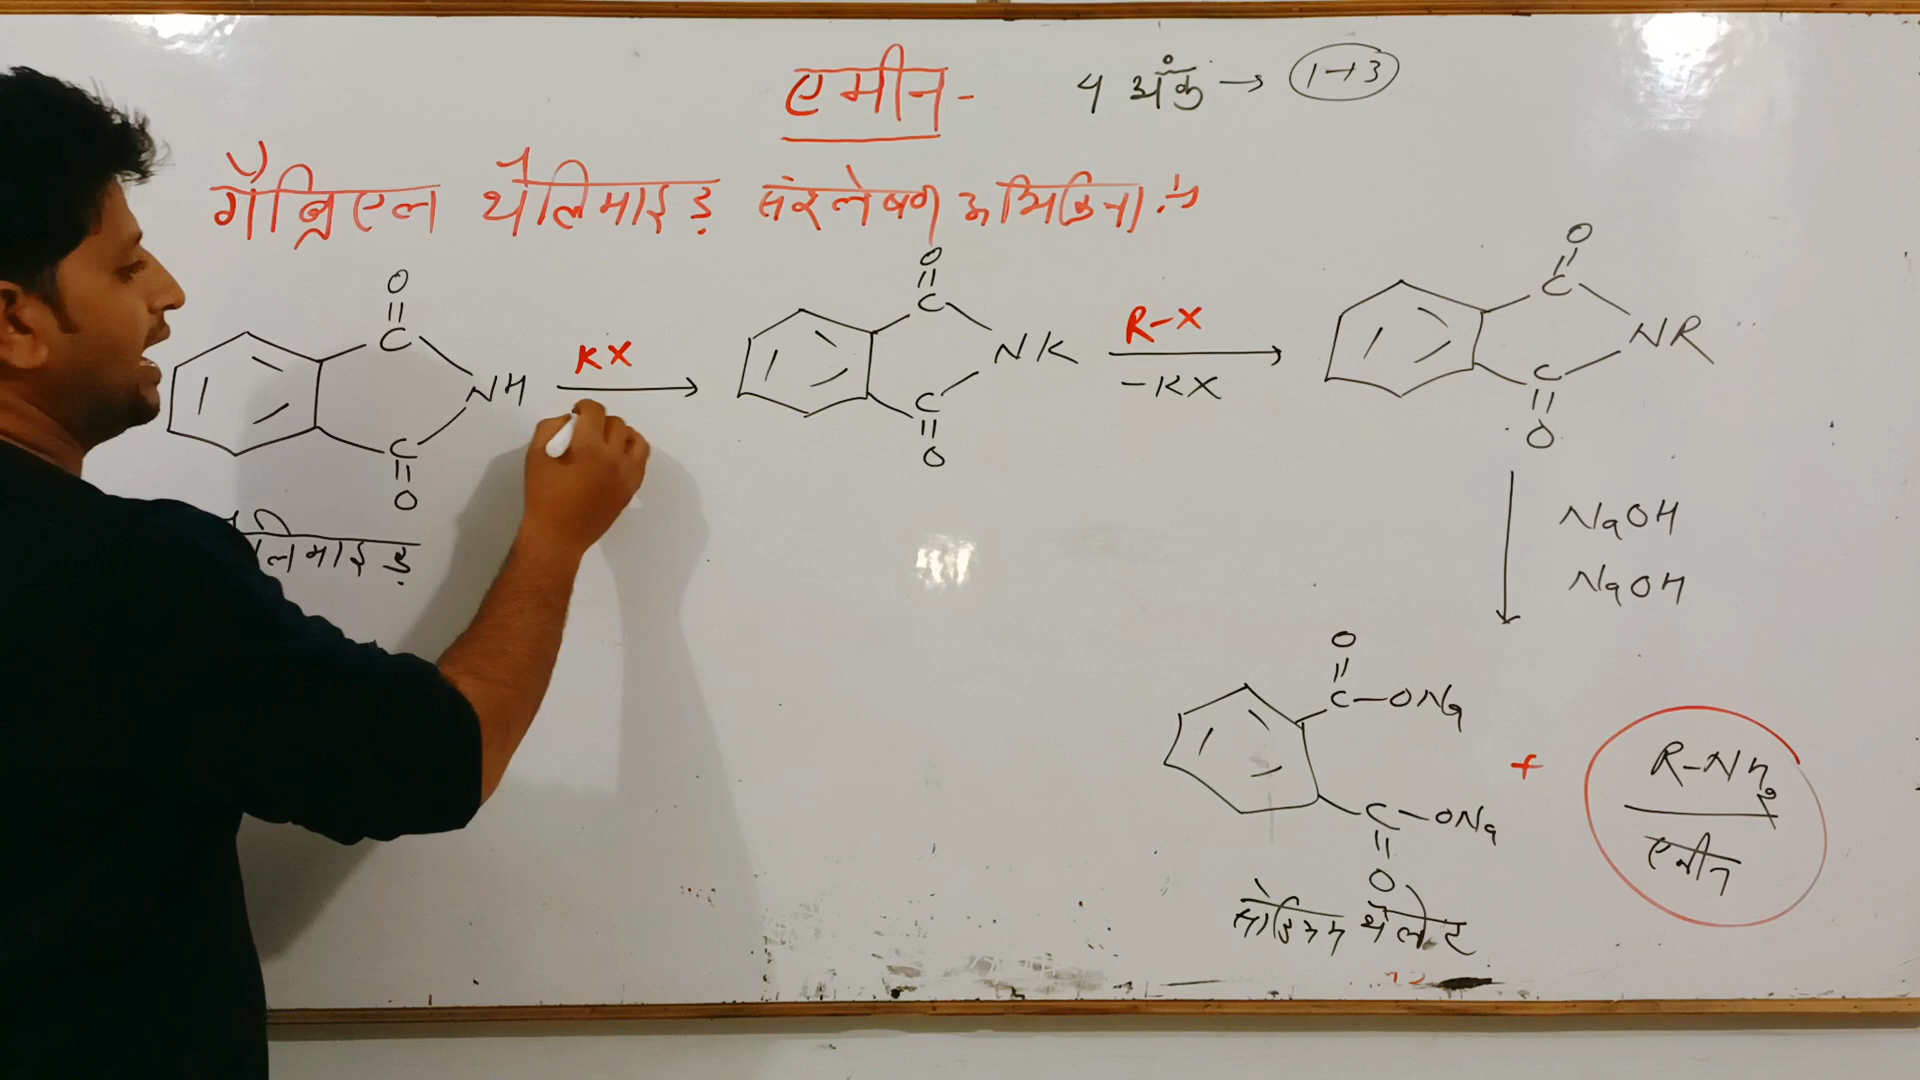 एमीन- 4 अंक → 1→3
गैब्रिएल थैलिमाइड संश्लेषण अभिक्रिया :→
O
C
NH
C
O
KX
O
C
NK
C
O
R-X
-KX
O
C
NR
C
O
लिमाइड
NaOH
NaOH
O
C-ONa
C-ONa
O
सोडियम थैलेट
+
R-NH2
एमीन